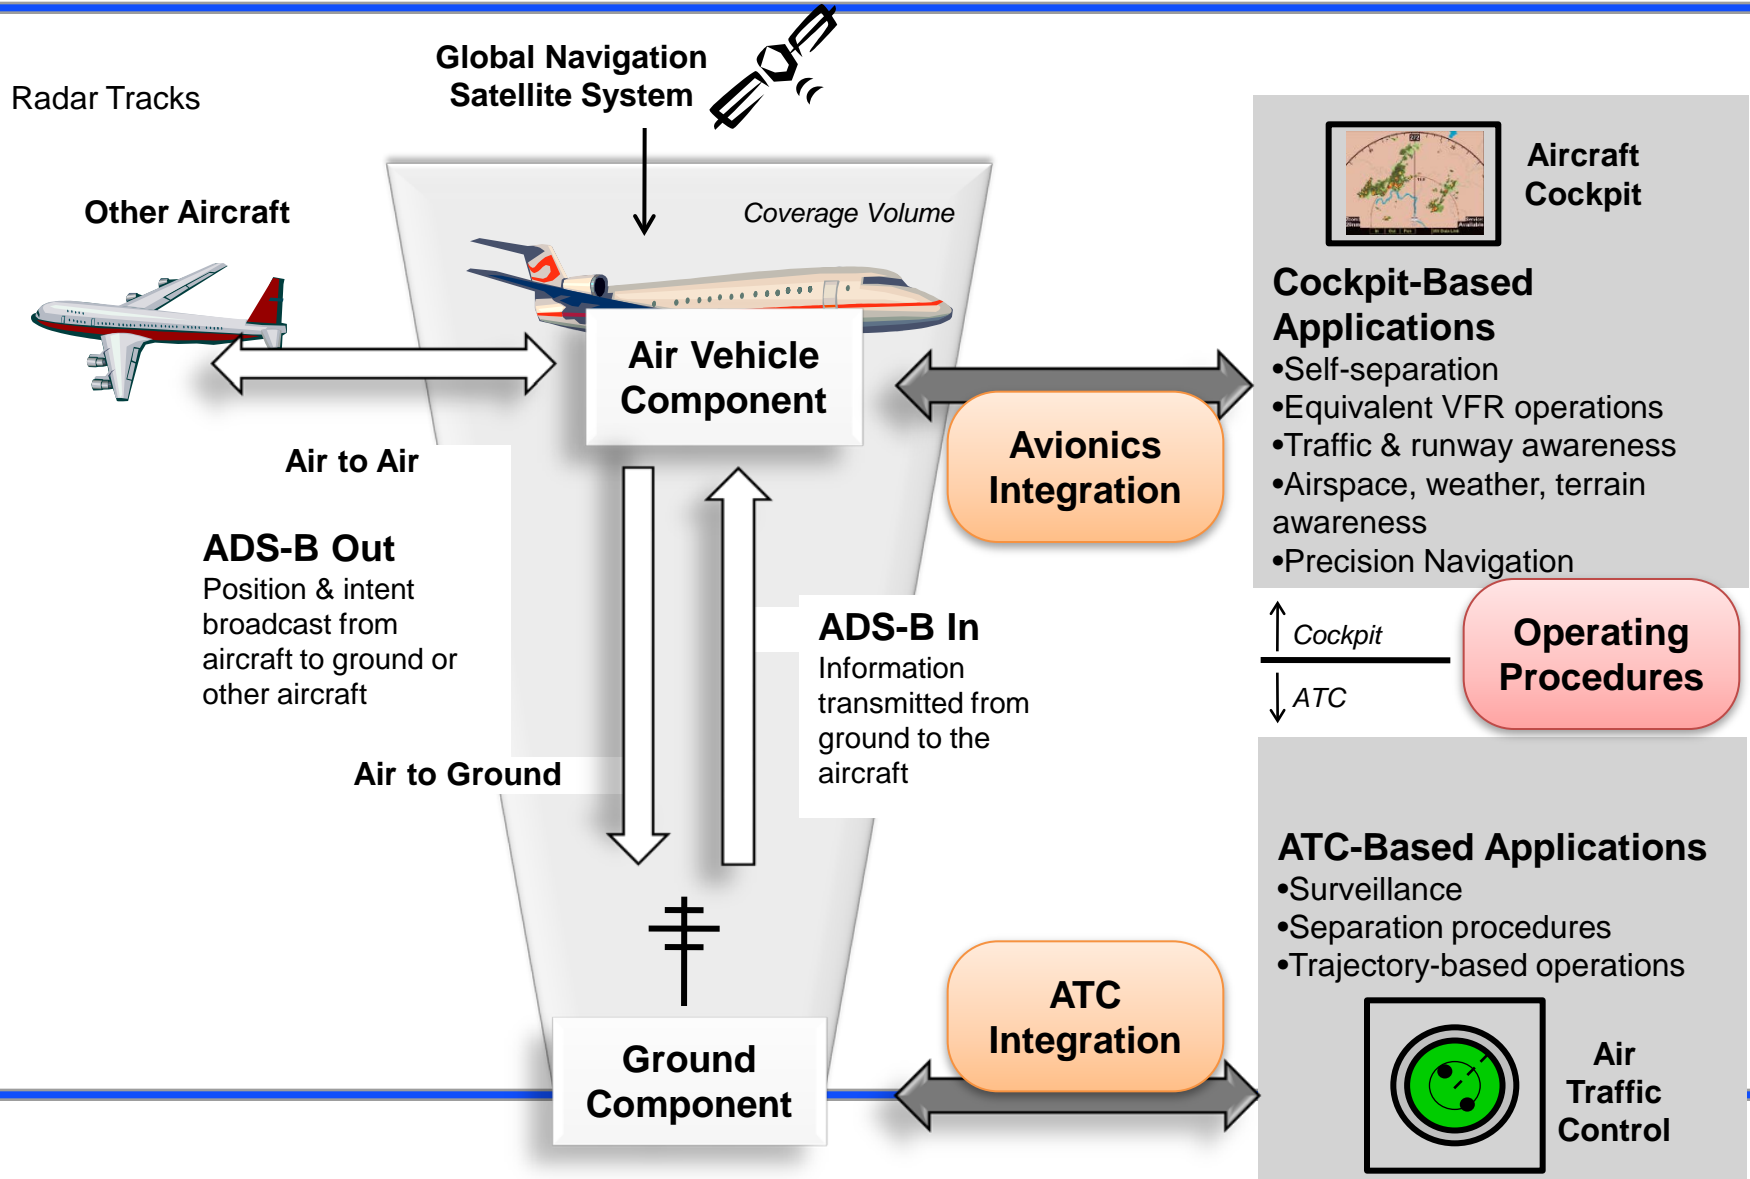 Global Navigation
Satellite System
Radar Tracks
Other Aircraft
Coverage Volume
Air Vehicle
Component
Air to Air
ADS-B Out
Position & intent
broadcast from
aircraft to ground or
other aircraft
Air to Ground
ADS-B In
Information
transmitted from
ground to the
aircraft
Ground
Component
Avionics
Integration
ATC
Integration
Aircraft
Cockpit
Cockpit-Based
Applications
•Self-separation
•Equivalent VFR operations
•Traffic & runway awareness
•Airspace, weather, terrain
awareness
•Precision Navigation
Cockpit
ATC
Operating
Procedures
ATC-Based Applications
•Surveillance
•Separation procedures
•Trajectory-based operations
Air
Traffic
Control